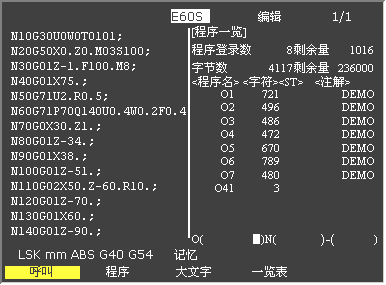 E60S 编辑 1/1
N10G30U0W0T0101;
N20G50X0.Z0.M03S100;
N30G01Z-1.F100.M8;
N40G01X75.;
N50G71U2.R0.5;
N60G71P70Q140U0.4W0.2F0.4
N70G0X30.Z1.;
N80G01Z-34.;
N90G01X38.;
N100G01Z-51.;
N110G02X50.Z-60.R10.;
N120G01Z-70.;
N130G01X60.;
N140G01Z-90.;
[程序一览]
程序登录数 8剩余量 1016
字节数 4117剩余量 236000
<程序名> <字符><ST> <注解>
O1 721 DEMO
O2 496 DEMO
O3 486 DEMO
O4 472 DEMO
O5 670 DEMO
O6 789 DEMO
O7 480 DEMO
O41 3
O( )N( )-( )
LSK mm ABS G40 G54 记忆
呼叫 程序 大文字 一览表